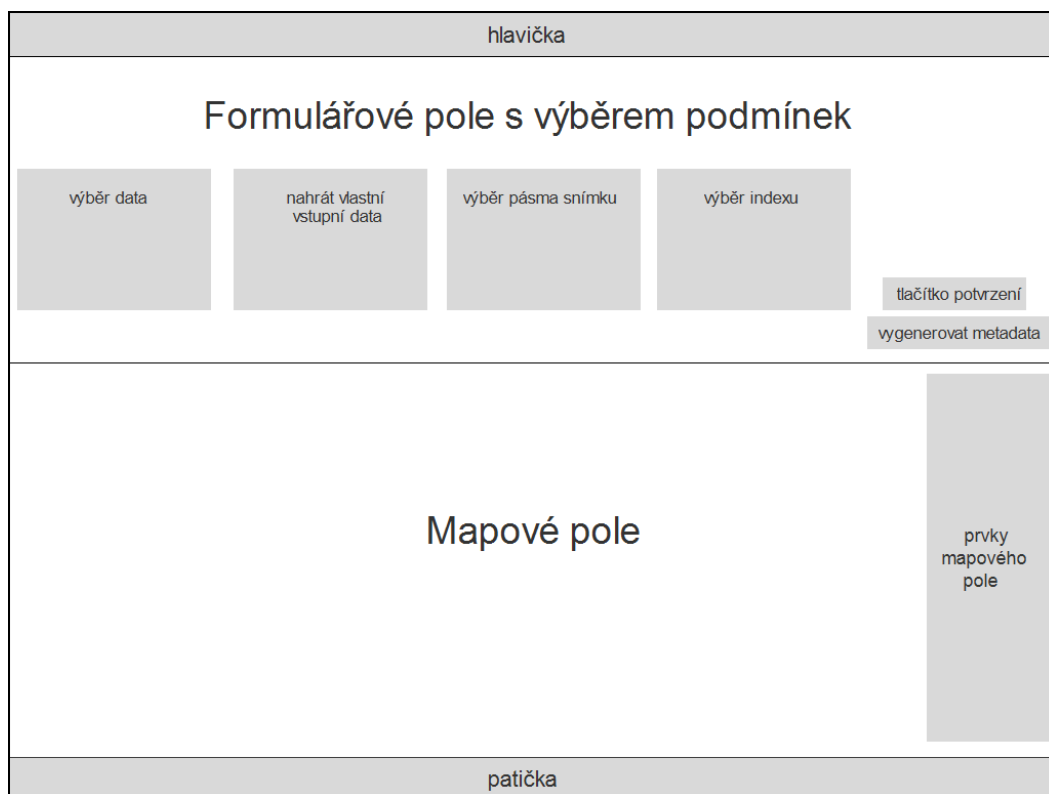 hlavička
Formulářové pole s výběrem podmínek
výběr data
nahrát vlastní
vstupní data
výběr pásma snímku
výběr indexu
tlačítko potvrzení
vygenerovat metadata
Mapové pole
prvky
mapového
pole
patička